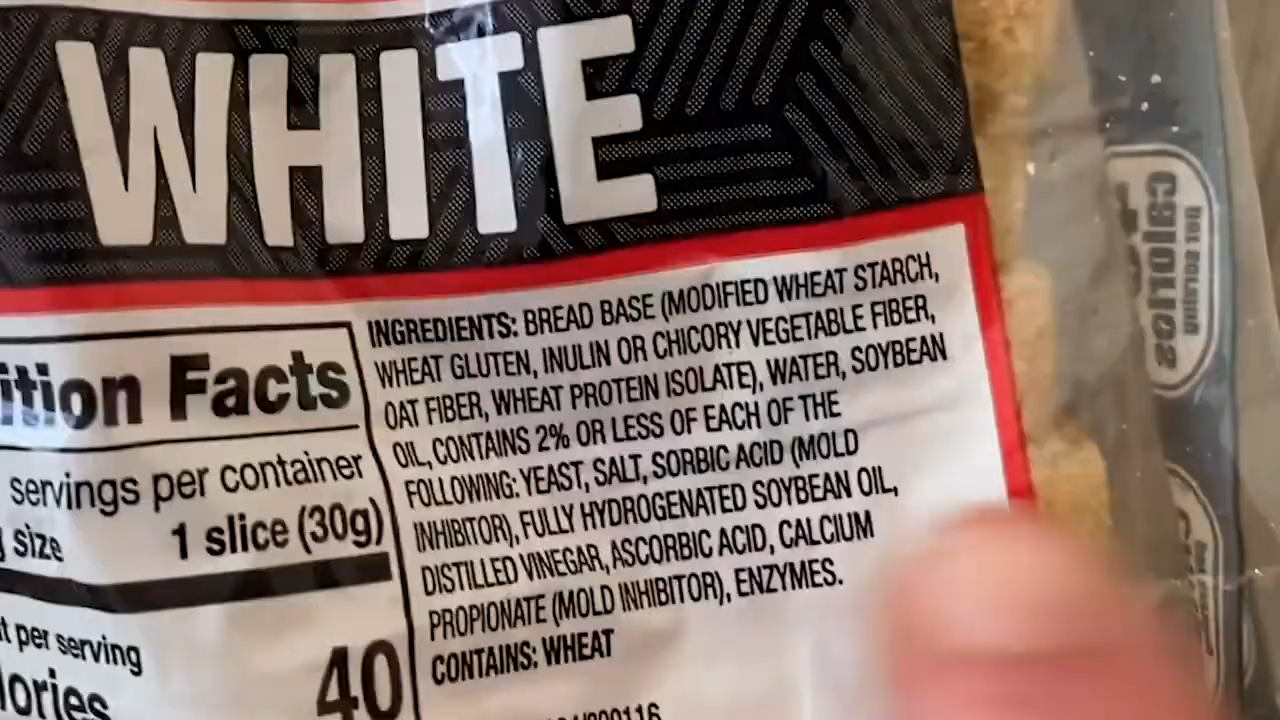 WHITE
INGREDIENTS: BREAD BASE (MODIFIED WHEAT STARCH,
WHEAT GLUTEN, INULIN OR CHICORY VEGETABLE FIBER,
OAT FIBER, WHEAT PROTEIN ISOLATE), WATER, SOYBEAN
OIL, CONTAINS 2% OR LESS OF EACH OF THE
FOLLOWING: YEAST, SALT, SORBIC ACID (MOLD
INHIBITOR), FULLY HYDROGENATED SOYBEAN OIL,
DISTILLED VINEGAR, ASCORBIC ACID, CALCIUM
PROPIONATE (MOLD INHIBITOR), ENZYMES.
CONTAINS: WHEAT
ition Facts
servings per container
size 1 slice (30g)
t per serving
lories 40